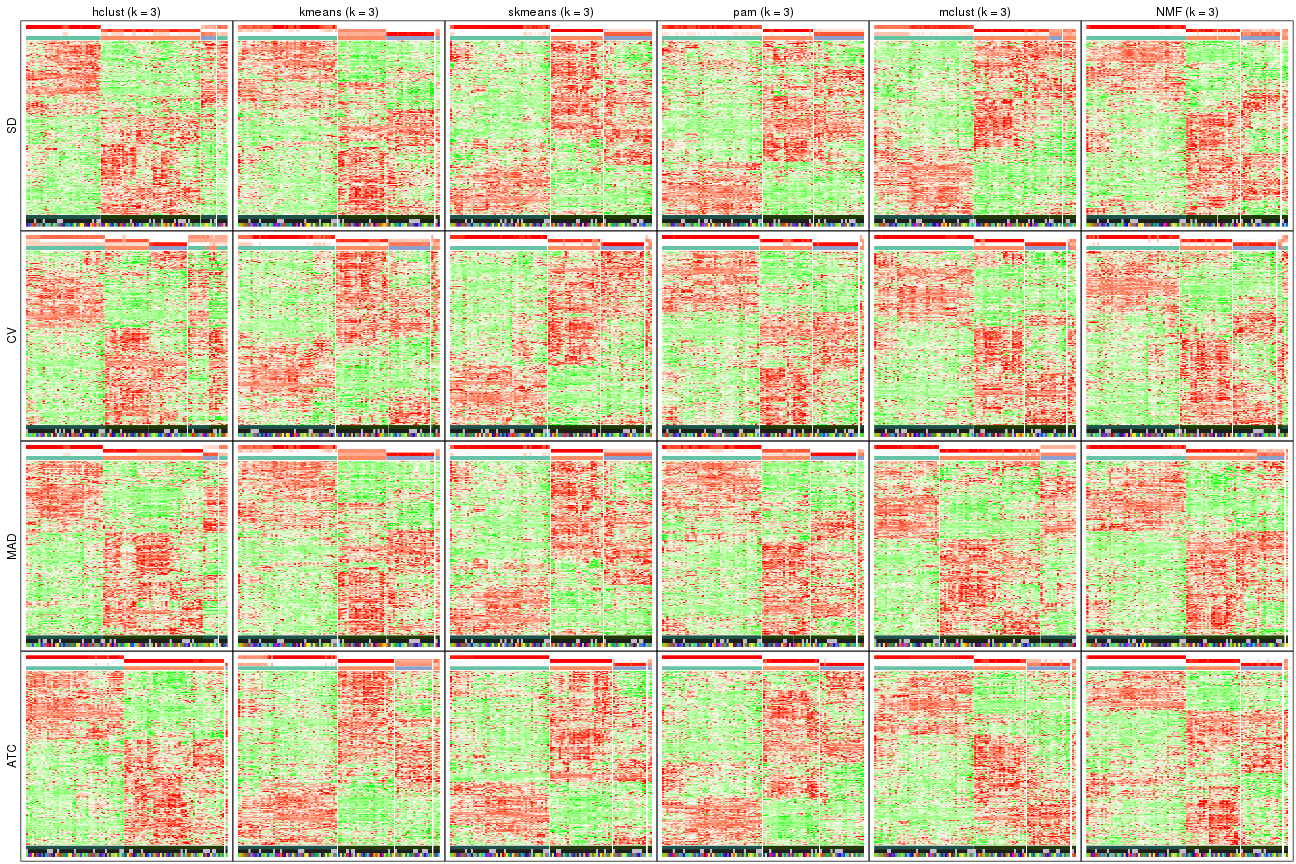 hclust (k = 3) kmeans (k = 3) skmeans (k = 3) pam (k = 3) mclust (k = 3) NMF (k = 3)
SD
CV
MAD
ATC